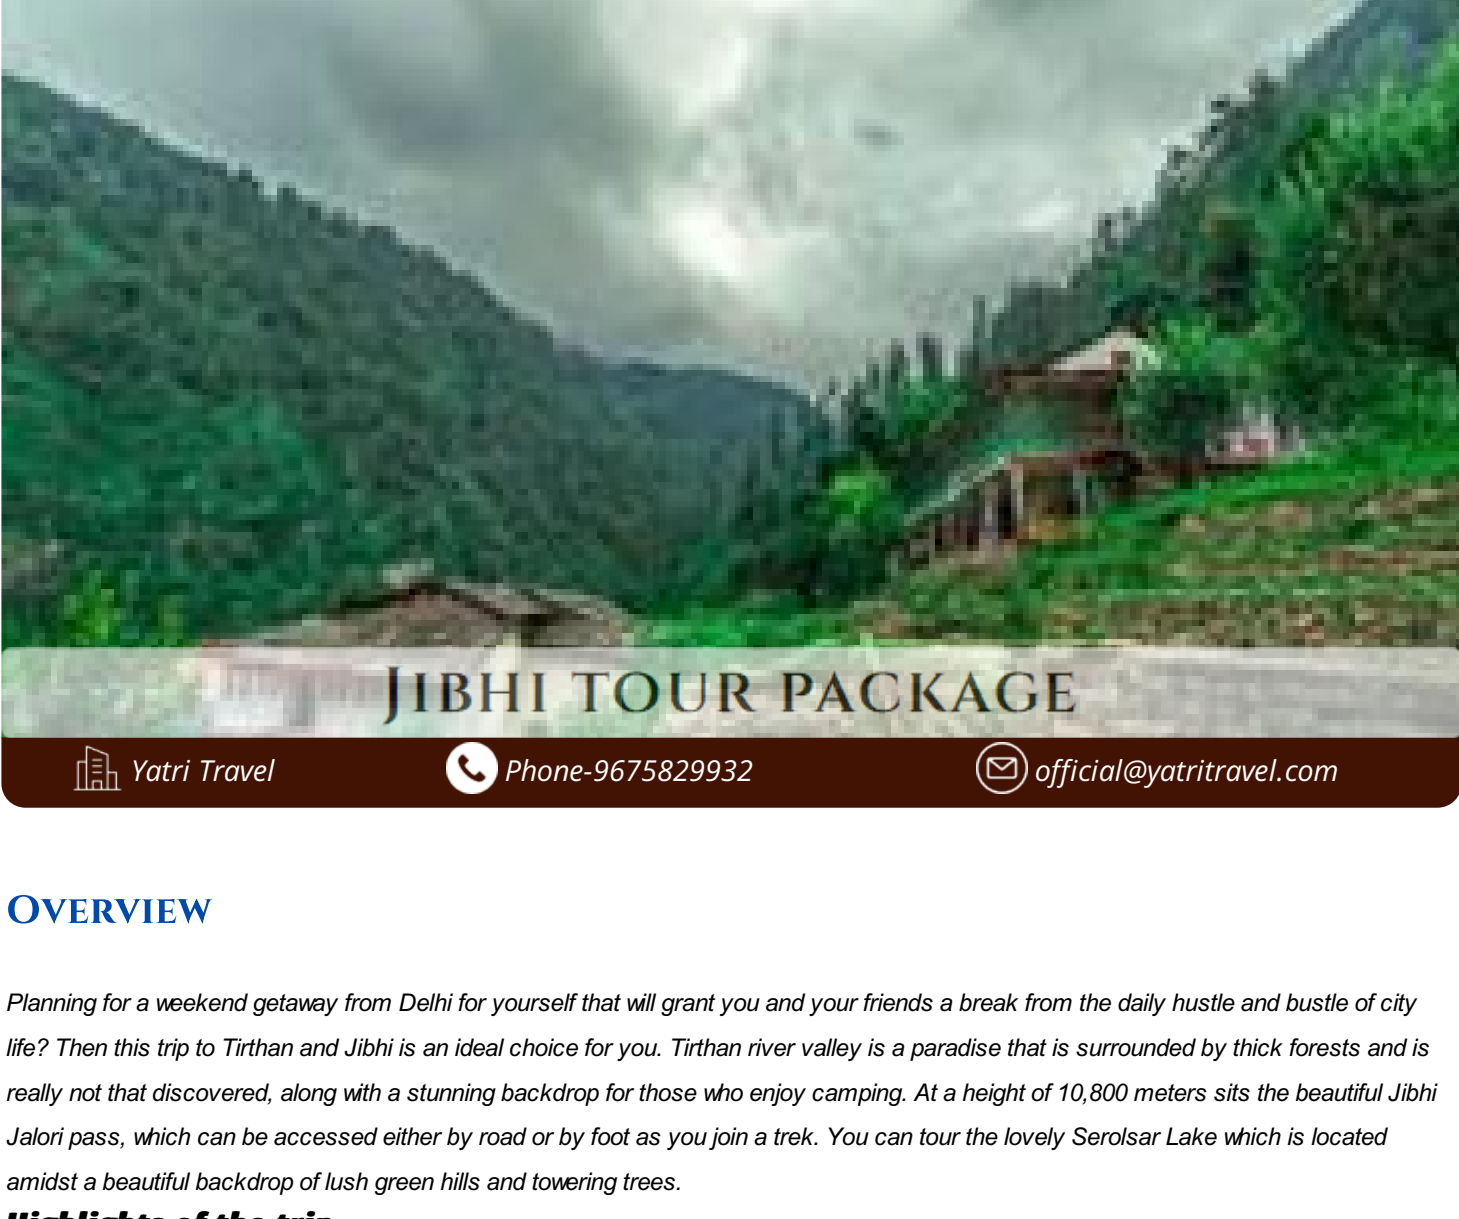 JIBHI TOUR PACKAGE
Yatri Travel
Phone-9675829932
official@yatritravel.com
OVERVIEW
Planning for a weekend getaway from Delhi for yourself that will grant you and your friends a break from the daily hustle and bustle of city
life? Then this trip to Tirthan and Jibhi is an ideal choice for you. Tirthan river valley is a paradise that is surrounded by thick forests and is
really not that discovered, along with a stunning backdrop for those who enjoy camping. At a height of 10,800 meters sits the beautiful Jibhi
Jalori pass, which can be accessed either by road or by foot as you join a trek. You can tour the lovely Serolsar Lake which is located
amidst a beautiful backdrop of lush green hills and towering trees.
Highlights of the trip